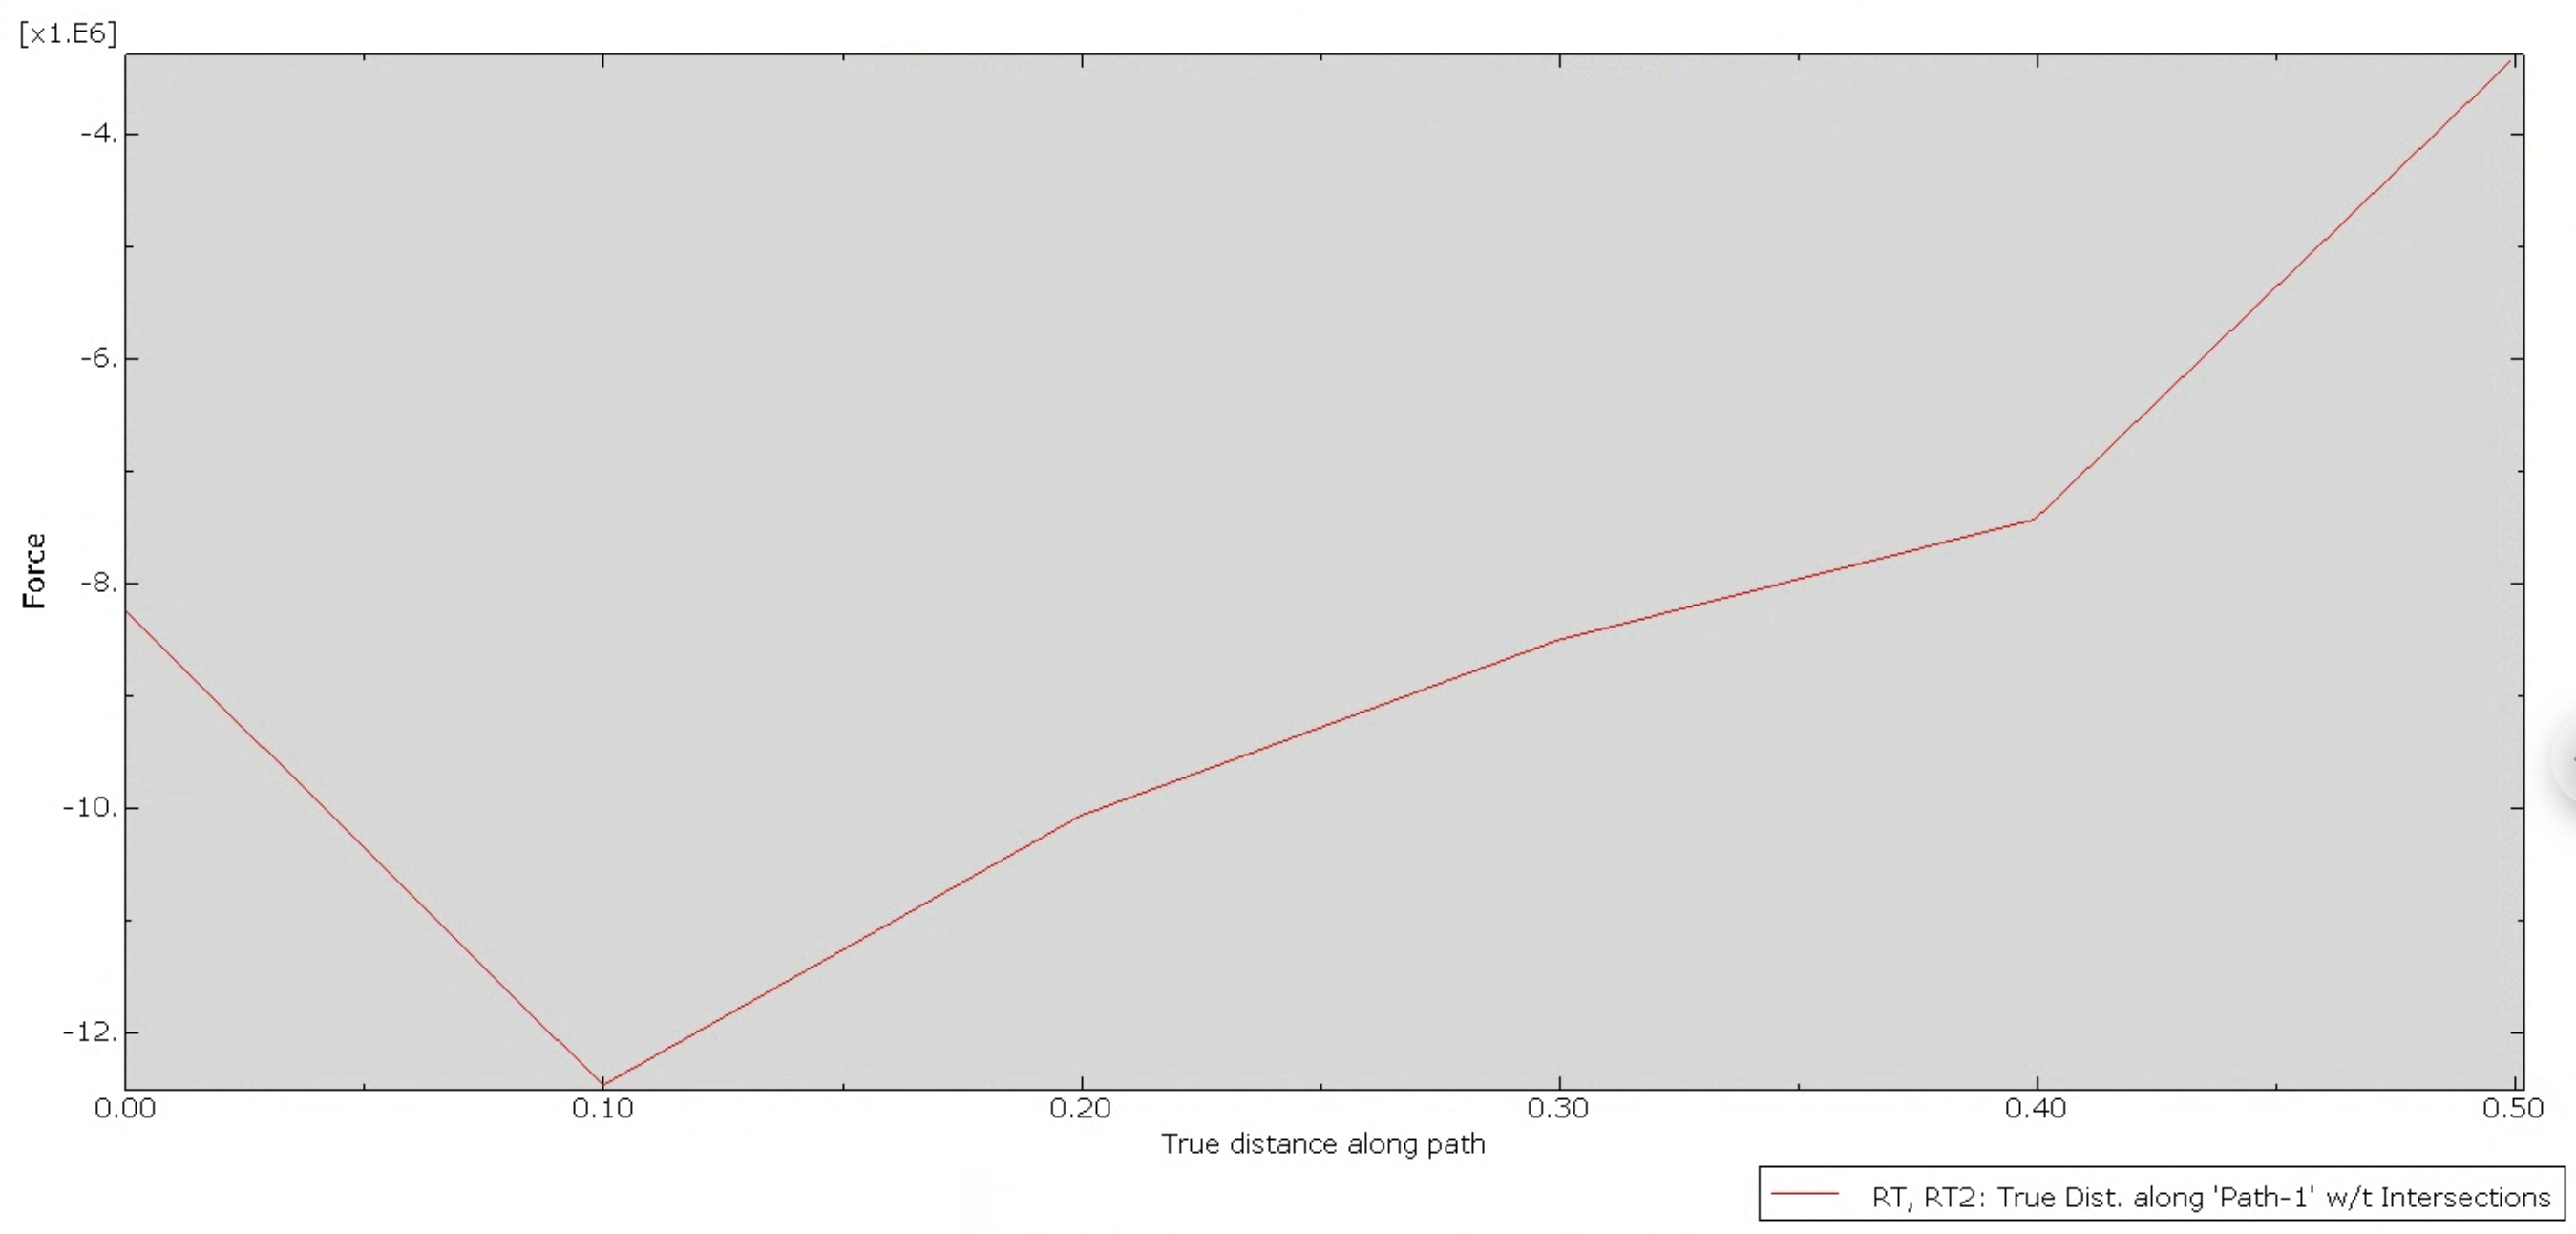 [x1.E6]
-4.
-6.
-8.
-10.
-12.
Force
0.00 0.10 0.20 0.30 0.40 0.50
True distance along path
RT, RT2: True Dist. along 'Path-1' w/t Intersections